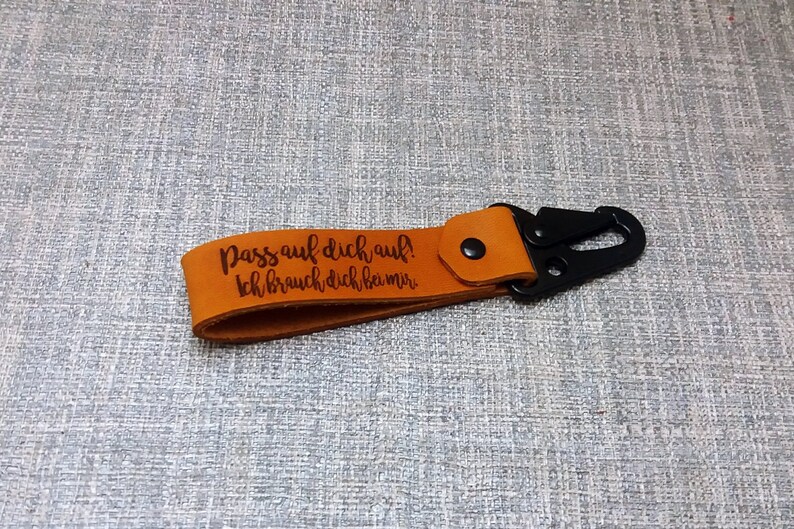 Pass auf dich auf!
Ich brauch dich bei mir.